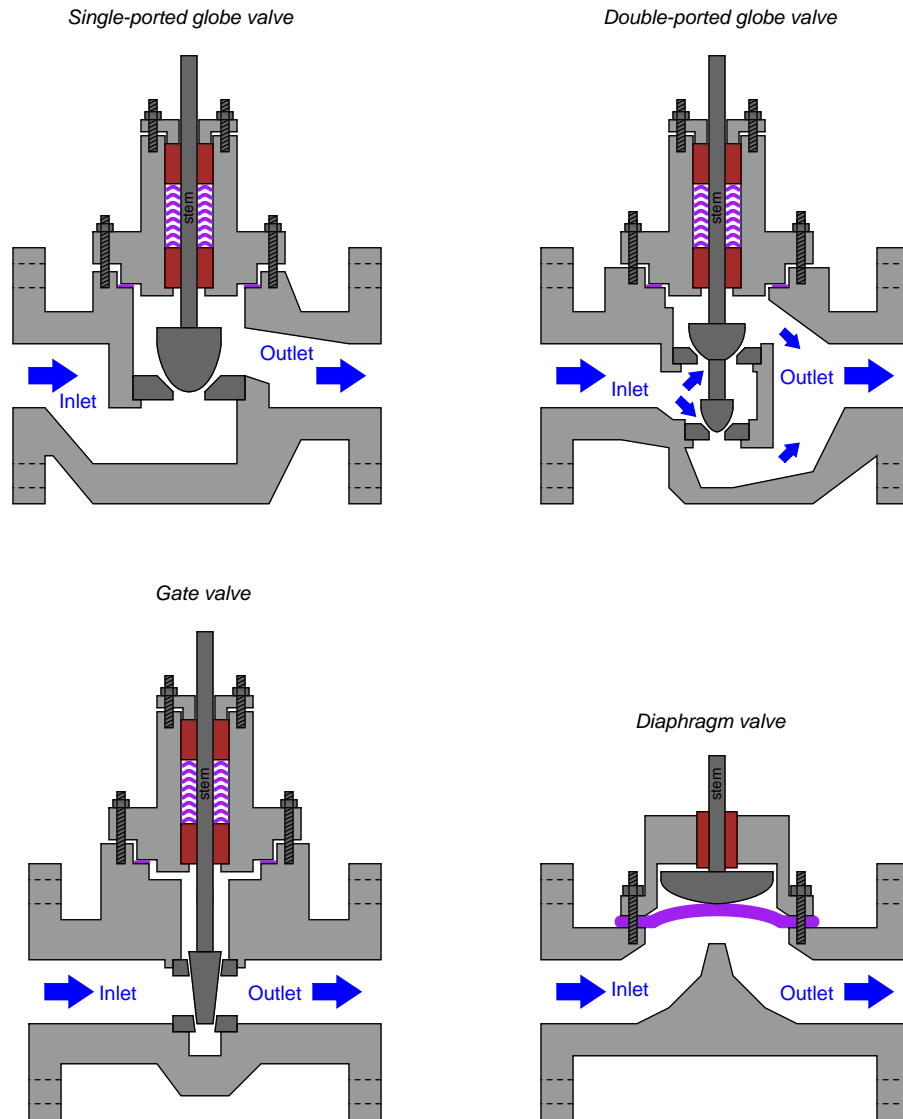 Single-ported globe valve
Double-ported globe valve
stem
stem
Outlet
Inlet
Inlet
Outlet
Gate valve
Diaphragm valve
stem
stem
Inlet
Outlet
Inlet
Outlet